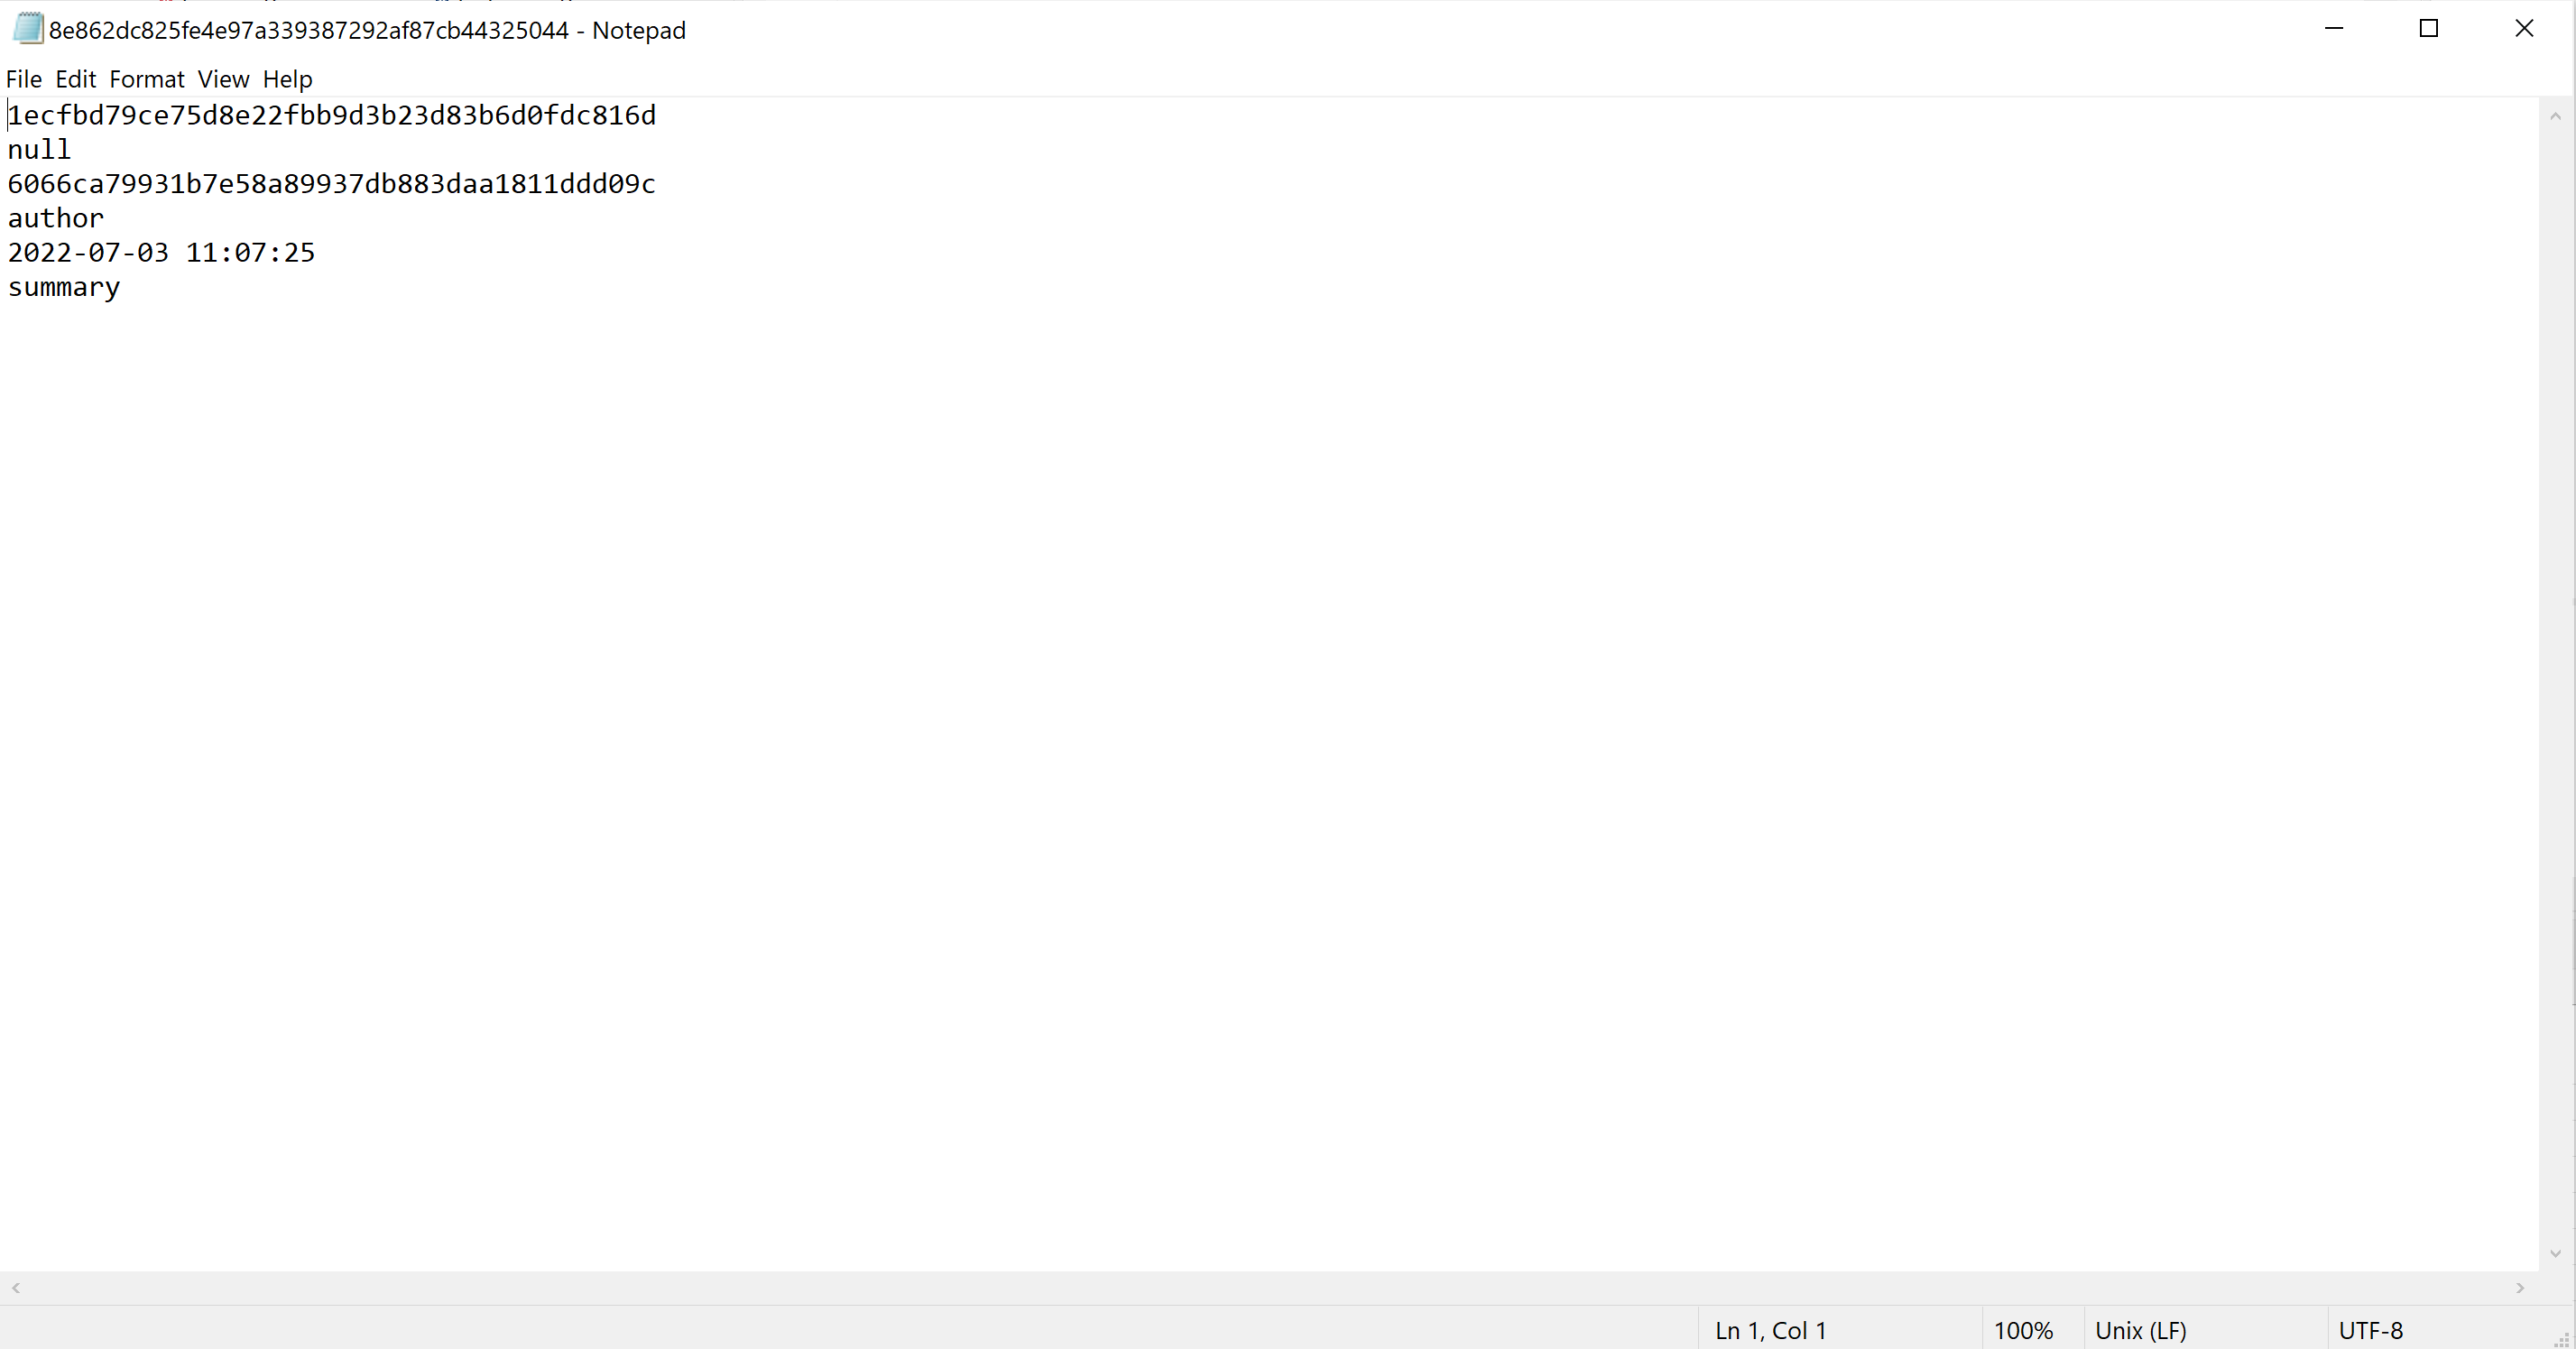 8e862dc825fe4e97a339387292af87cb44325044 - Notepad
File Edit Format View Help
1ecfbd79ce75d8e22fbb9d3b23d83b6d0fdc816d
null
6066ca79931b7e58a89937db883daa1811ddd09c
author
2022-07-03 11:07:25
summary
Ln 1, Col 1 100% Unix (LF) UTF-8